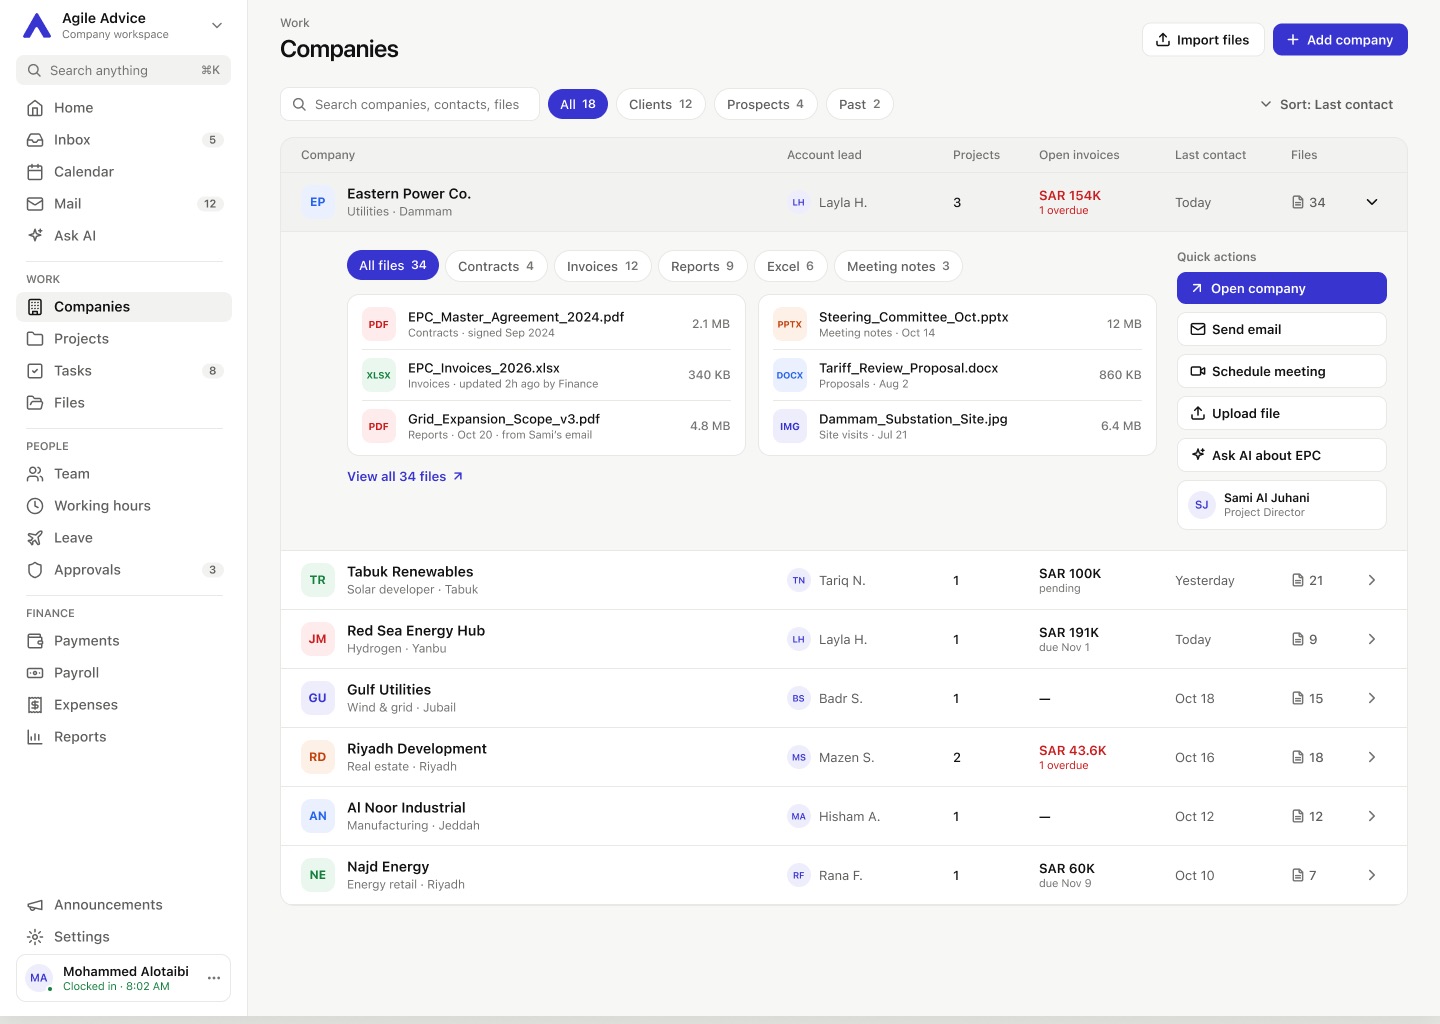 Agile Advice
Company workspace
Search anything ⌘K
Home
Inbox 5
Calendar
Mail 12
Ask AI
WORK
Companies
Projects
Tasks 8
Files
PEOPLE
Team
Working hours
Leave
Approvals 3
FINANCE
Payments
Payroll
Expenses
Reports
Announcements
Settings
MA Mohammed Alotaibi
Clocked in · 8:02 AM
Work
Companies
Import files
Add company
Search companies, contacts, files
All 18
Clients 12
Prospects 4
Past 2
Sort: Last contact
Company Account lead Projects Open invoices Last contact Files
EP Eastern Power Co. LH Layla H. 3 SAR 154K Today 34
Utilities · Dammam 1 overdue
All files 34
Contracts 4
Invoices 12
Reports 9
Excel 6
Meeting notes 3
PDF EPC_Master_Agreement_2024.pdf 2.1 MB
Contracts · signed Sep 2024
XLSX EPC_Invoices_2026.xlsx 340 KB
Invoices · updated 2h ago by Finance
PDF Grid_Expansion_Scope_v3.pdf 4.8 MB
Reports · Oct 20 · from Sami's email
PPTX Steering_Committee_Oct.pptx 12 MB
Meeting notes · Oct 14
DOCX Tariff_Review_Proposal.docx 860 KB
Proposals · Aug 2
IMG Dammam_Substation_Site.jpg 6.4 MB
Site visits · Jul 21
View all 34 files
Quick actions
Open company
Send email
Schedule meeting
Upload file
Ask AI about EPC
SJ Sami Al Juhani
Project Director
TR Tabuk Renewables TN Tariq N. 1 SAR 100K Yesterday 21
Solar developer · Tabuk pending
JM Red Sea Energy Hub LH Layla H. 1 SAR 191K Today 9
Hydrogen · Yanbu due Nov 1
GU Gulf Utilities BS Badr S. 1 — Oct 18 15
Wind & grid · Jubail
RD Riyadh Development MS Mazen S. 2 SAR 43.6K Oct 16 18
Real estate · Riyadh 1 overdue
AN Al Noor Industrial MA Hisham A. 1 — Oct 12 12
Manufacturing · Jeddah
NE Najd Energy RF Rana F. 1 SAR 60K Oct 10 7
Energy retail · Riyadh due Nov 9